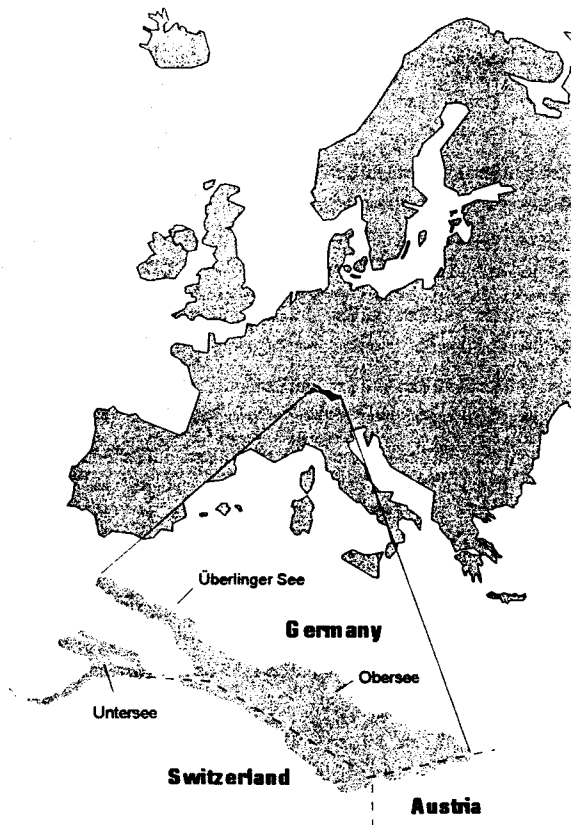 Überlinger See
Germany
Obersee
Untersee
Switzerland
Austria